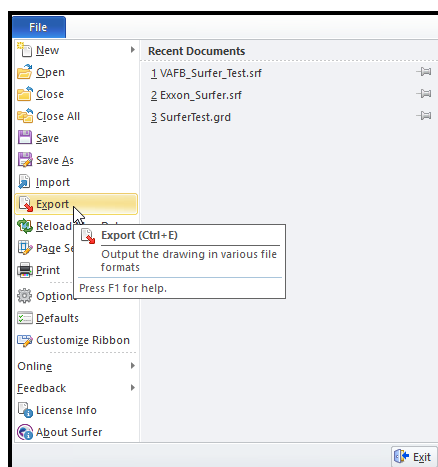 File
New
Open
Close
Close All
Save
Save As
Import
Export
Reload
Page Se
Print
Options
Defaults
Customize Ribbon
Online
Feedback
License Info
About Surfer
Recent Documents
1 VAFB_Surfer_Test.srf
2 Exxon_Surfer.srf
3 SurferTest.grd
Export (Ctrl+E)
Output the drawing in various file
formats
Press F1 for help.
Exit